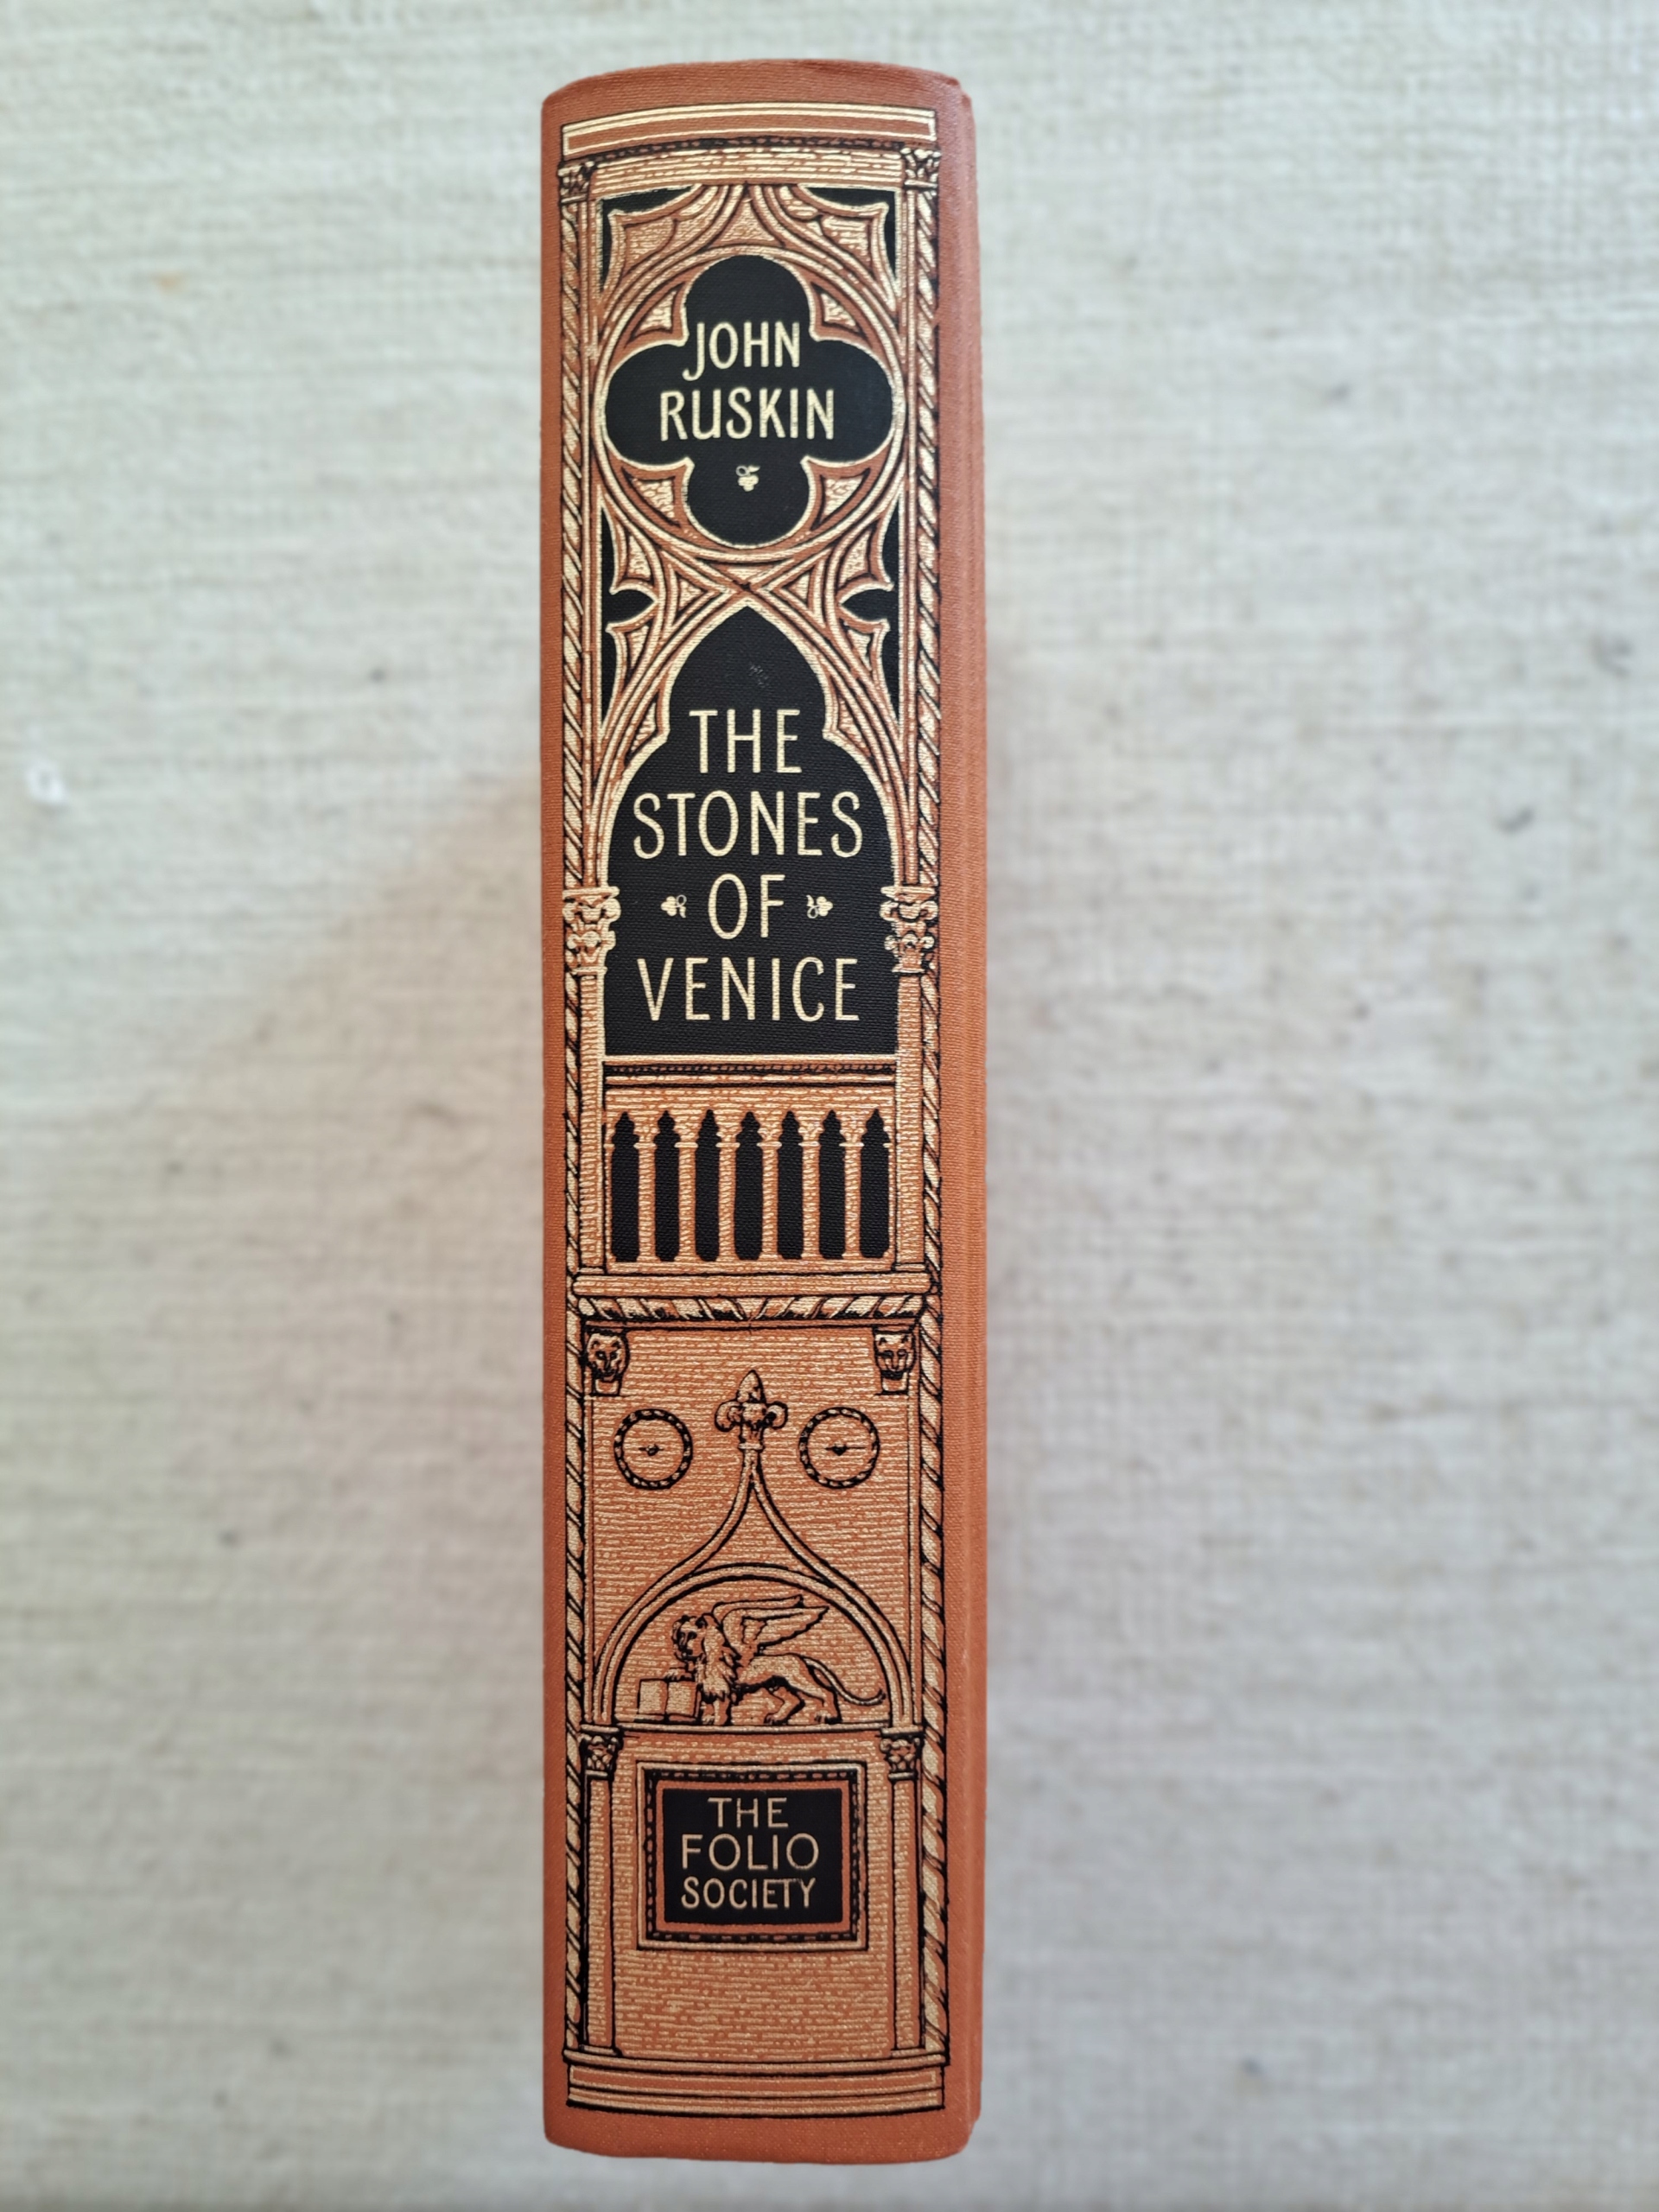 JOHN
RUSKIN
THE
STONES
OF
VENICE
THE
FOLIO
SOCIETY